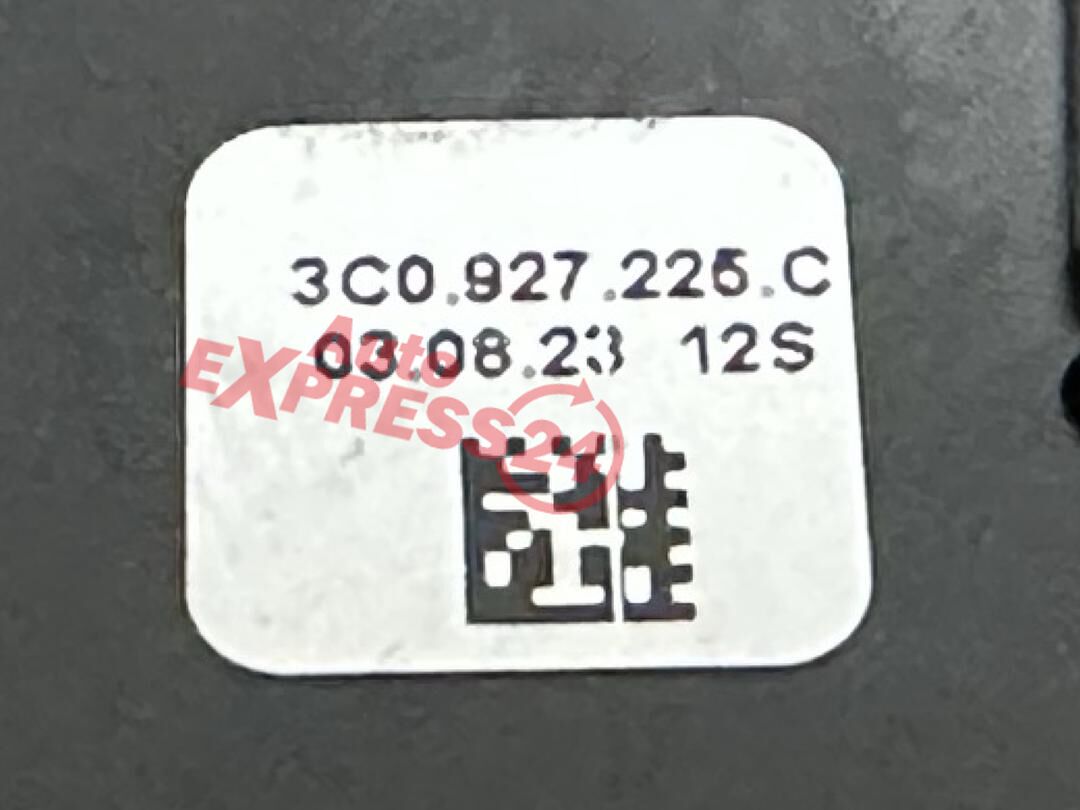 3C0.927.225.C
03.08.23 12S
Auto
EXPRESS24